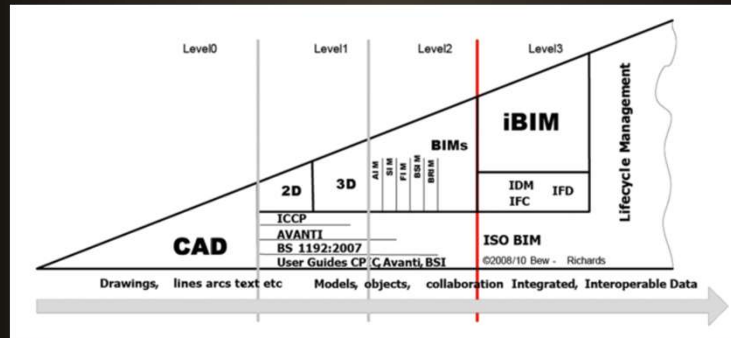 Level0
Level1
Level2
Level3
iBIM
BIMs
AIM
SIM
FIM
BSIM
BRIM
2D
3D
IDM
IFC
IFD
Lifecycle Management
CAD
ICCP
AVANTI
BS 1192:2007
User Guides CPIC, Avanti, BSI
ISO BIM
©2008/10 Bew - Richards
Drawings, lines arcs text etc
Models, objects, collaboration
Integrated, Interoperable Data